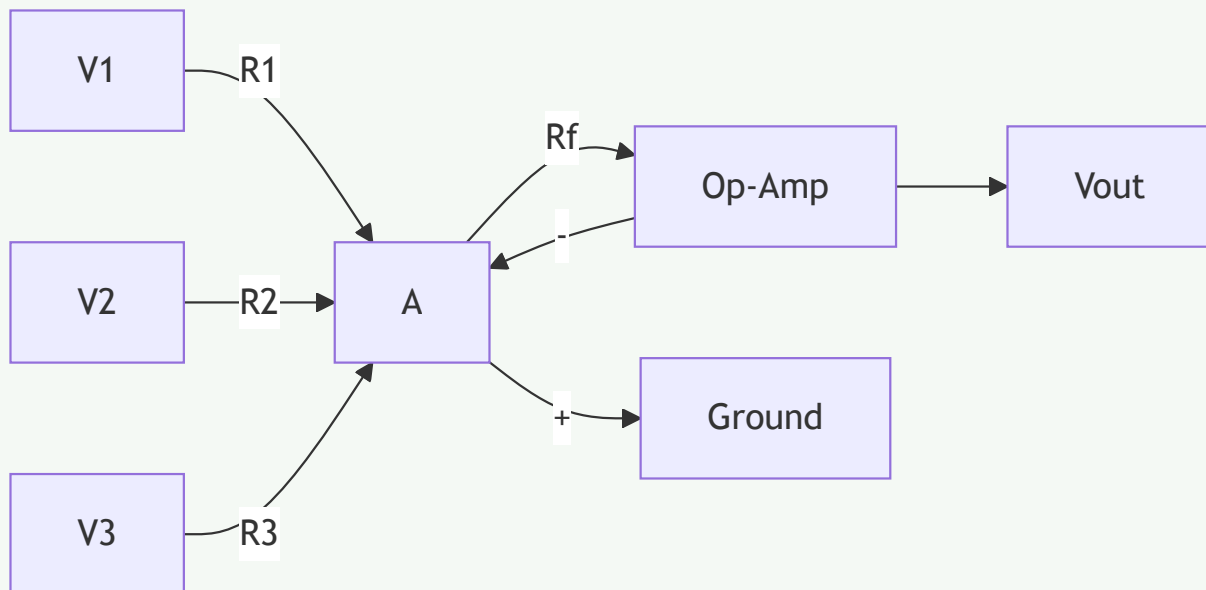 V1
R1
Rf
Op-Amp
Vout
-
V2
R2
A
+
Ground
V3
R3